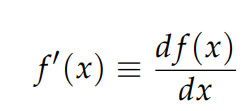 f′(x) ≡ df(x)/dx